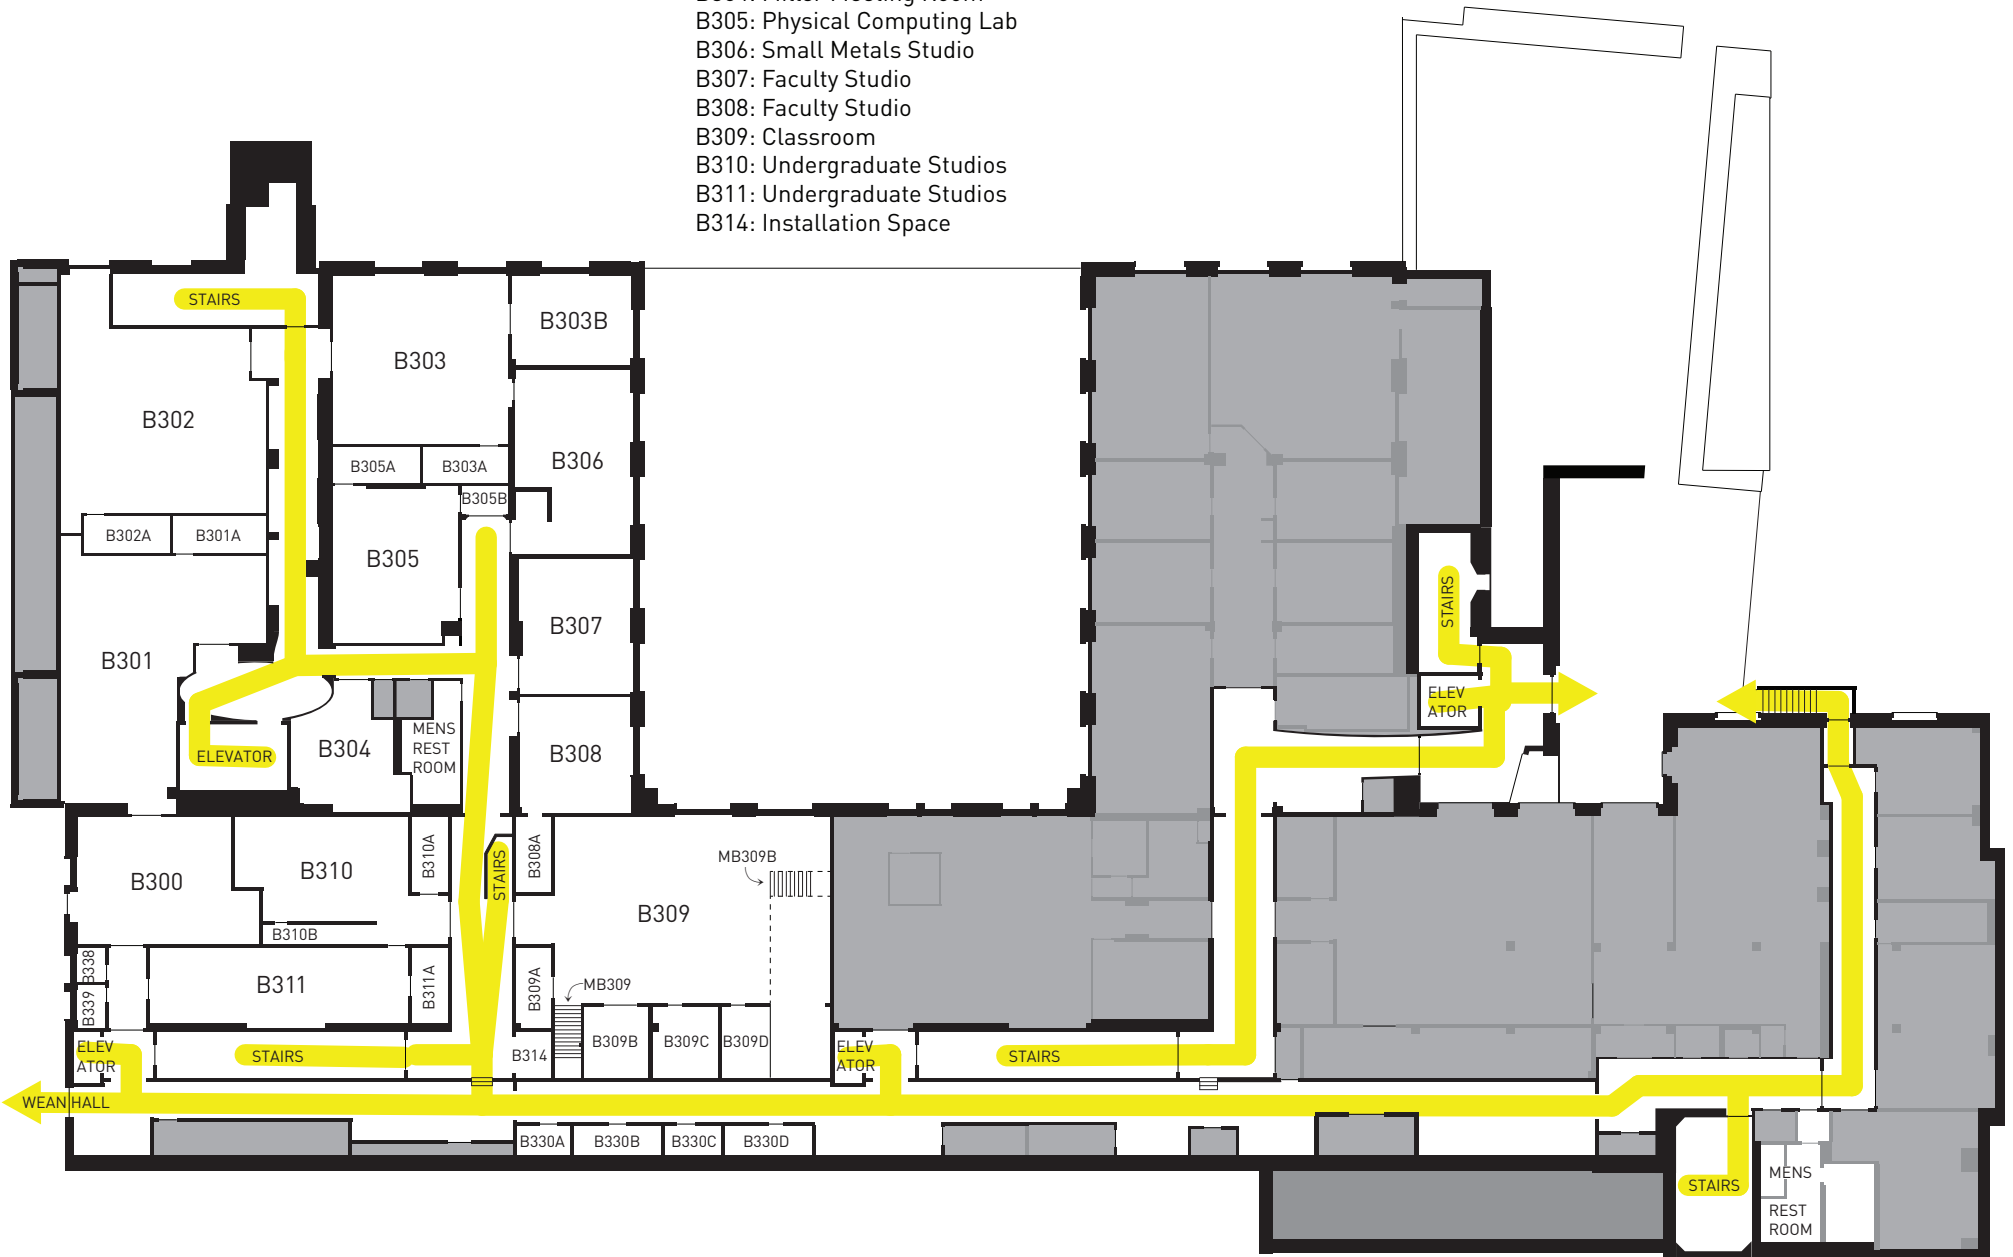 B305: Physical Computing Lab
B306: Small Metals Studio
B307: Faculty Studio
B308: Faculty Studio
B309: Classroom
B310: Undergraduate Studios
B311: Undergraduate Studios
B314: Installation Space
STAIRS
B303
B303B
B302
B306
B305A
B303A
B305B
B302A
B301A
B305
B307
B301
STAIRS
MENS
REST
ROOM
B304
B308
ELEVATOR
ELEV
ATOR
B300
B310
B310A
STAIRS
B308A
MB309B
B309
B310B
B338
B339
B311
B311A
B309A
MB309
ELEV
ATOR
STAIRS
B314
B309B
B309C
B309D
ELEV
ATOR
STAIRS
WEAN HALL
B330A
B330B
B330C
B330D
STAIRS
MENS
REST
ROOM